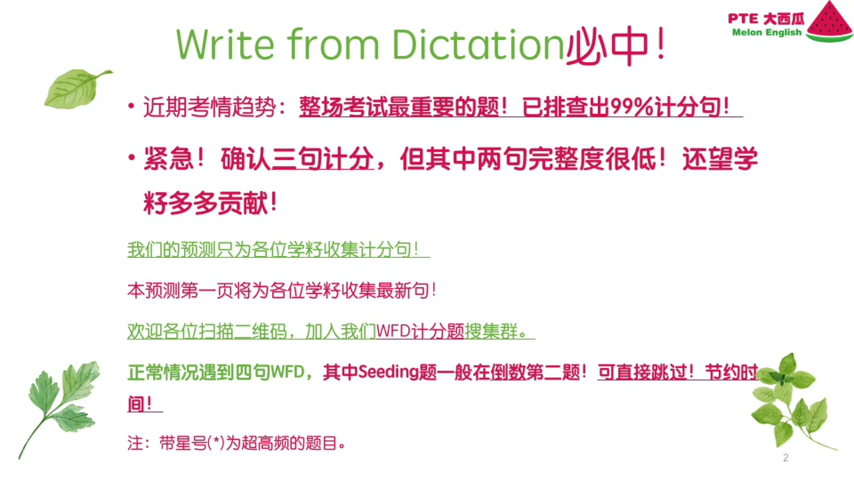 PTE 大西瓜
Melon English
Write from Dictation必中！
• 近期考情趋势：整场考试最重要的题！已排查出99%计分句！
• 紧急！确认三句计分，但其中两句完整度很低！还望学
籽多多贡献！
我们的预测只为各位学籽收集计分句！
本预测第一页将为各位学籽收集最新句！
欢迎各位扫描二维码，加入我们WFD计分题搜集群。
正常情况遇到四句WFD，其中Seeding题一般在倒数第二题！可直接跳过！节约时
间！
注：带星号(*)为超高频的题目。
2